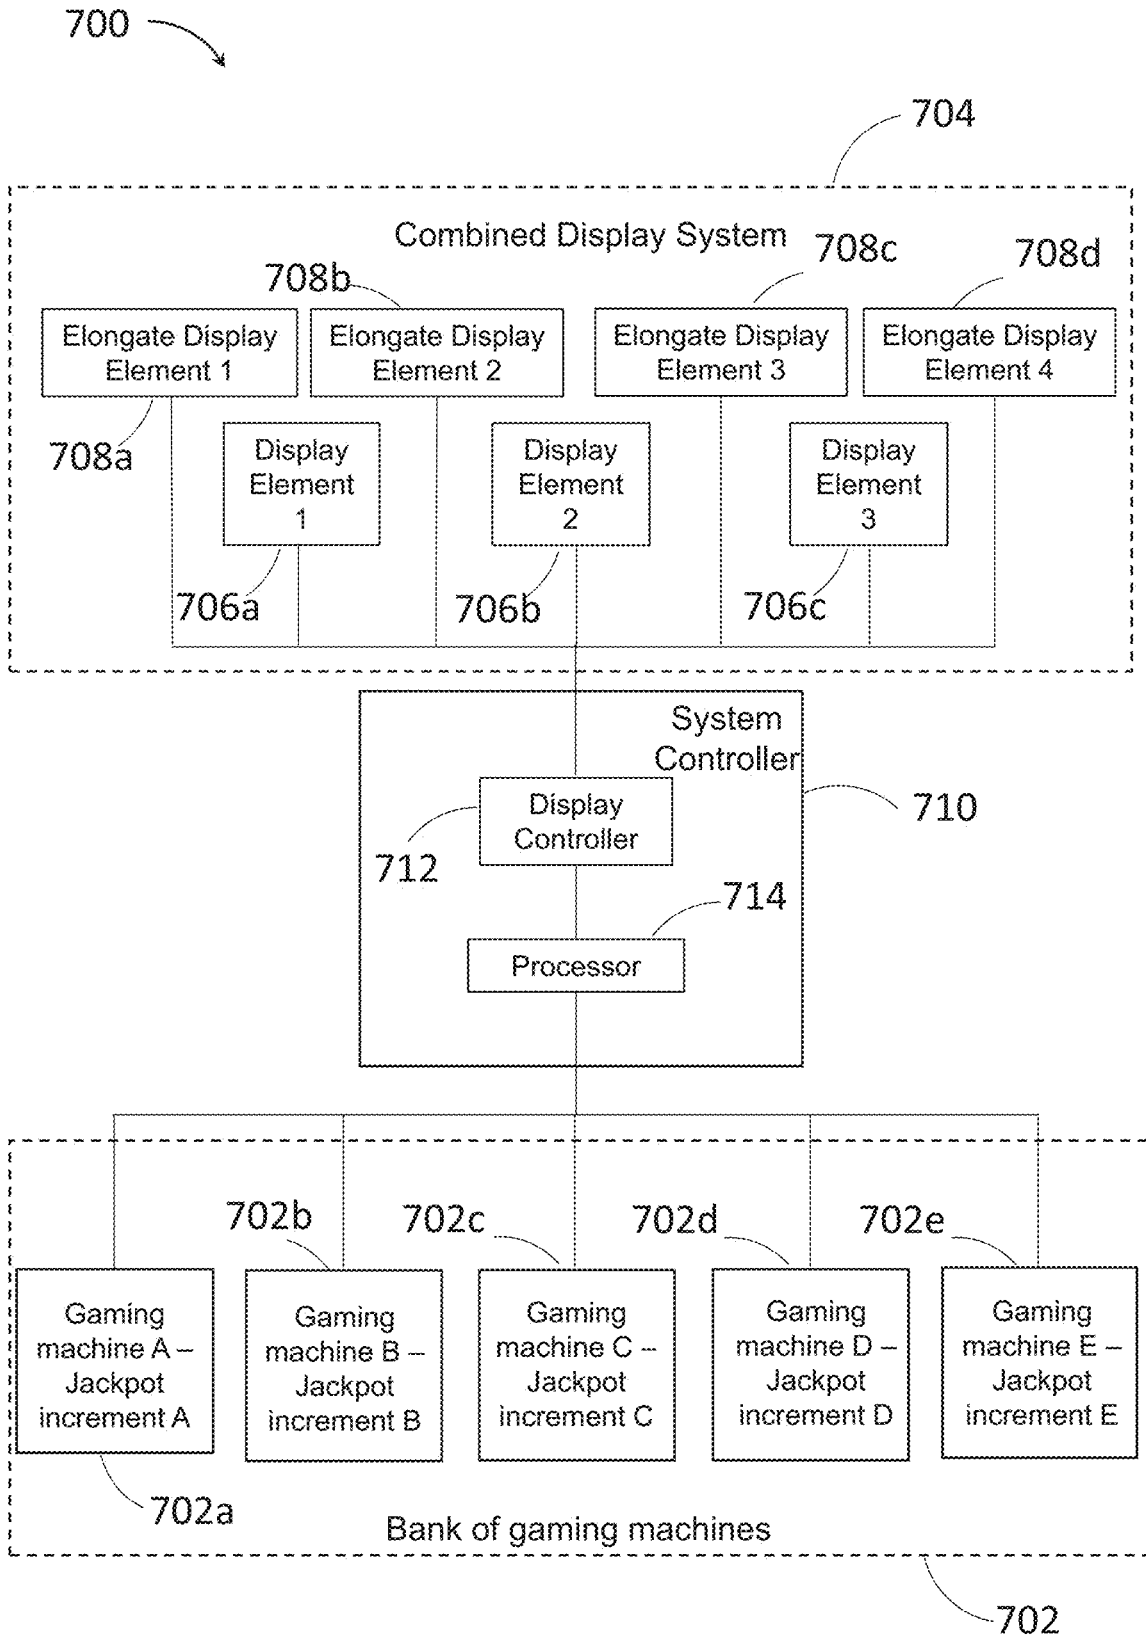 700
704
Combined Display System
708b
708c
708d
Elongate Display
Element 1
Elongate Display
Element 2
Elongate Display
Element 3
Elongate Display
Element 4
708a
Display
Element
1
Display
Element
2
Display
Element
3
706a
706b
706c
System
Controller
710
Display
Controller
712
714
Processor
702b
702c
702d
702e
Gaming
machine A –
Jackpot
increment A
Gaming
machine B –
Jackpot
increment B
Gaming
machine C –
Jackpot
increment C
Gaming
machine D –
Jackpot
increment D
Gaming
machine E –
Jackpot
increment E
702a
Bank of gaming machines
702